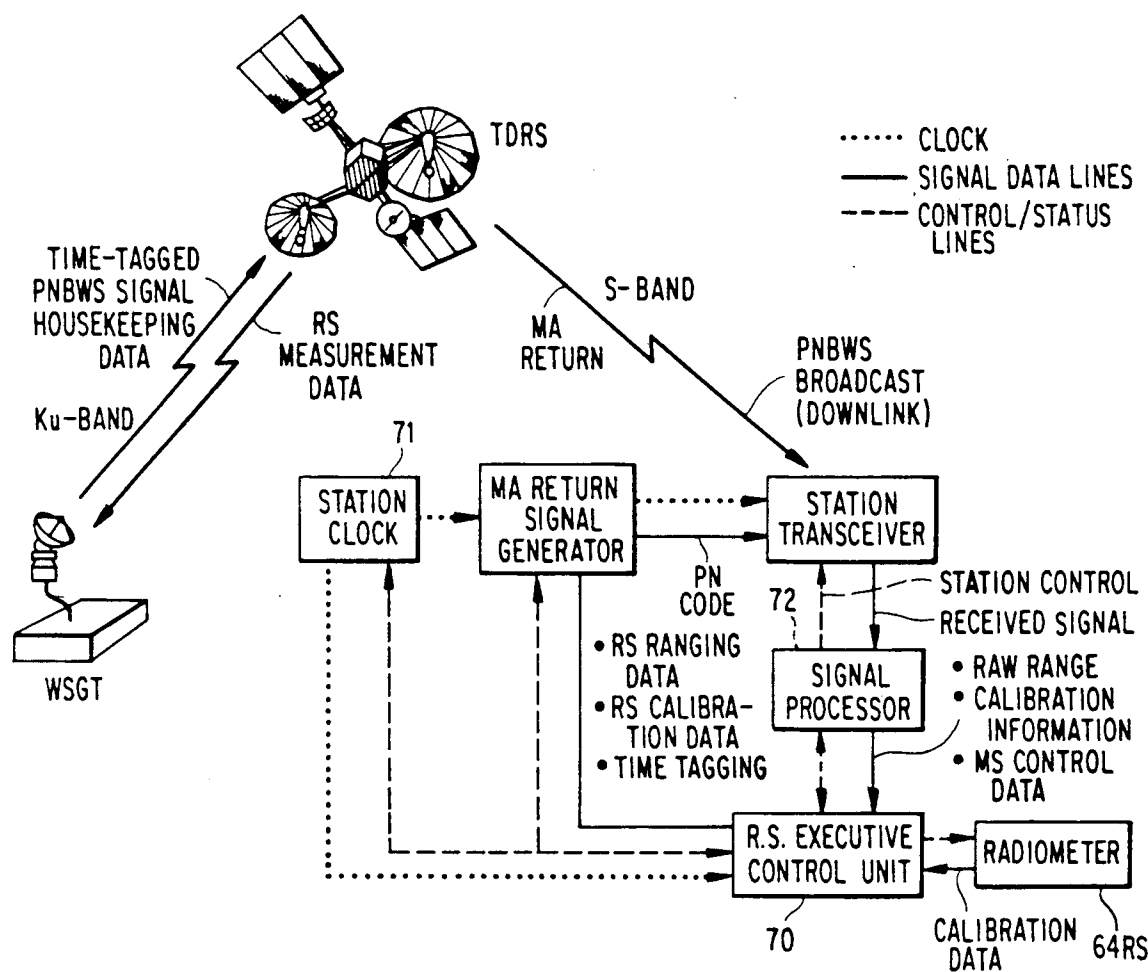 TDRS
CLOCK
SIGNAL DATA LINES
CONTROL/STATUS
LINES
TIME-TAGGED
PNBWS SIGNAL
HOUSEKEEPING
DATA
RS
MEASUREMENT
DATA
Ku-BAND
S-BAND
MA
RETURN
PNBWS
BROADCAST
(DOWNLINK)
WSGT
71
STATION
CLOCK
MA RETURN
SIGNAL
GENERATOR
STATION
TRANSCEIVER
PN
CODE
72
STATION CONTROL
RECEIVED SIGNAL
SIGNAL
PROCESSOR
• RS RANGING
DATA
• RS CALIBRA-
TION DATA
• TIME TAGGING
• RAW RANGE
• CALIBRATION
INFORMATION
• MS CONTROL
DATA
R.S. EXECUTIVE
CONTROL UNIT
RADIOMETER
70
CALIBRATION
DATA
64RS